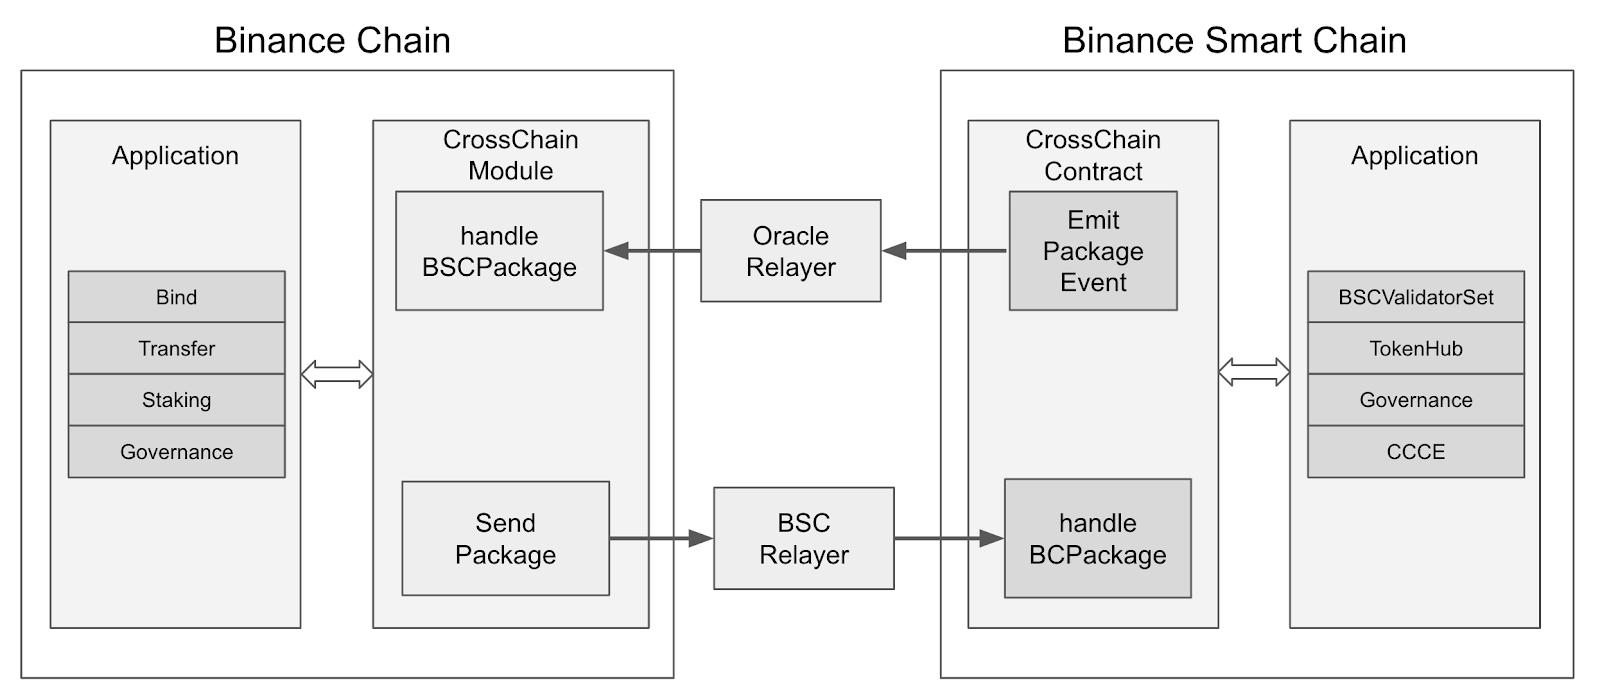 Binance Chain
Binance Smart Chain
Application
Bind
Transfer
Staking
Governance
CrossChain
Module
handle
BSCPackage
Send
Package
Oracle
Relayer
BSC
Relayer
CrossChain
Contract
Emit
Package
Event
handle
BCPackage
Application
BSCValidatorSet
TokenHub
Governance
CCCE